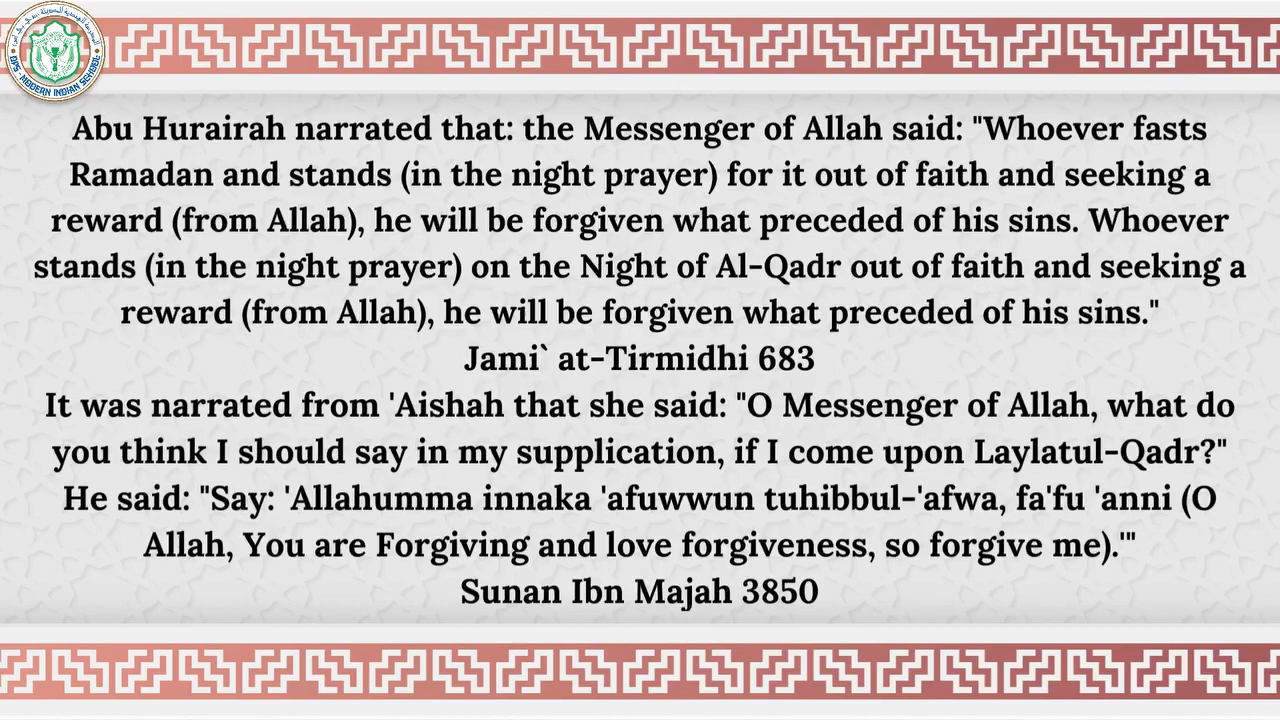 DPS - MODERN INDIAN SCHOOL
Abu Hurairah narrated that: the Messenger of Allah said: "Whoever fasts
Ramadan and stands (in the night prayer) for it out of faith and seeking a
reward (from Allah), he will be forgiven what preceded of his sins. Whoever
stands (in the night prayer) on the Night of Al-Qadr out of faith and seeking a
reward (from Allah), he will be forgiven what preceded of his sins."
Jami` at-Tirmidhi 683
It was narrated from 'Aishah that she said: "O Messenger of Allah, what do
you think I should say in my supplication, if I come upon Laylatul-Qadr?"
He said: "Say: 'Allahumma innaka 'afuwwun tuhibbul-'afwa, fa'fu 'anni (O
Allah, You are Forgiving and love forgiveness, so forgive me).'"
Sunan Ibn Majah 3850